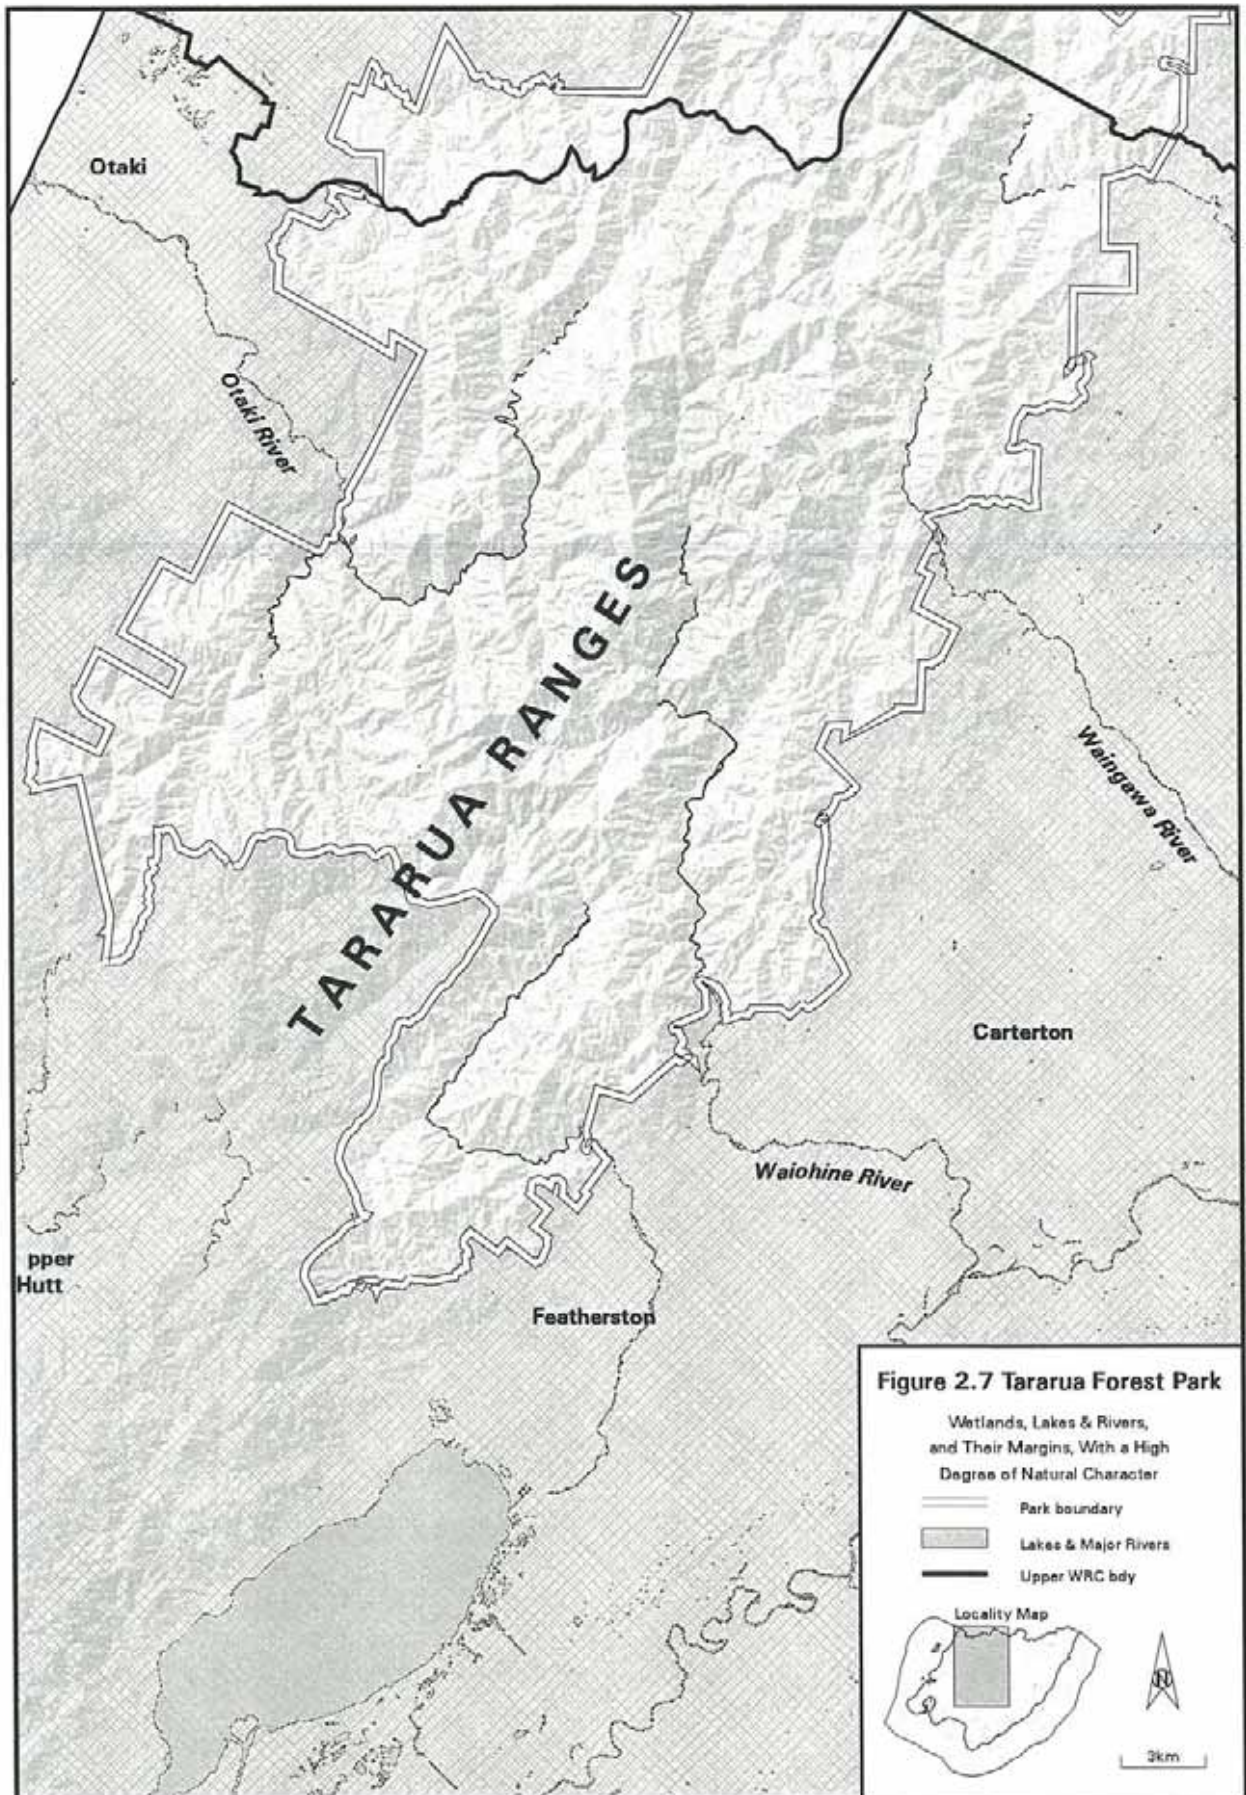 Otaki
Otaki River
TARARUA RANGES
Waingawa River
Carterton
Waiohine River
pper
Hutt
Featherston
Figure 2.7 Tararua Forest Park
Wetlands, Lakes & Rivers,
and Their Margins, With a High
Degree of Natural Character
Park boundary
Lakes & Major Rivers
Upper WRC bdy
Locality Map
N
3km